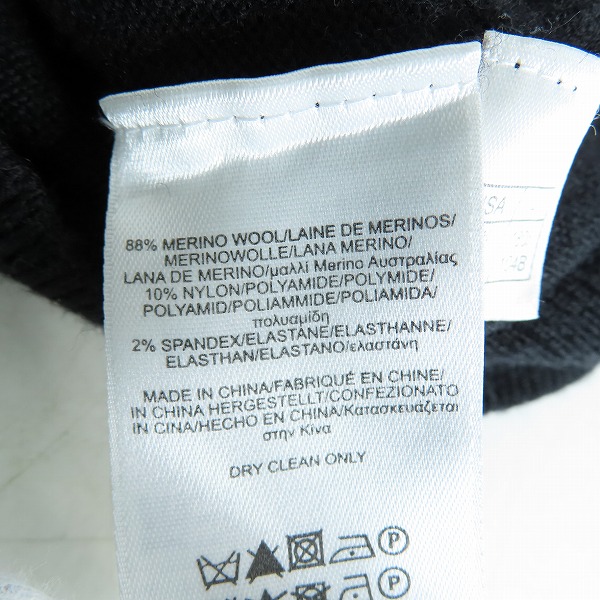 88% MERINO WOOL/LAINE DE MERINOS/
MERINOWOLLE/LANA MERINO/
LANA DE MERINO/μαλλί Merino Αυστραλίας
10% NYLON/POLYAMIDE/POLYMIDE/
POLYAMID/POLIAMMIDE/POLIAMIDA/
πολυαμίδη
2% SPANDEX/ELASTANE/ELASTHANNE/
ELASTHAN/ELASTANO/ελαστάνη
MADE IN CHINA/FABRIQUÉ EN CHINE/
IN CHINA HERGESTELLT/CONFEZIONATO
IN CINA/HECHO EN CHINA/Κατασκευάζεται
στην Κίνα
DRY CLEAN ONLY
P
P
SA